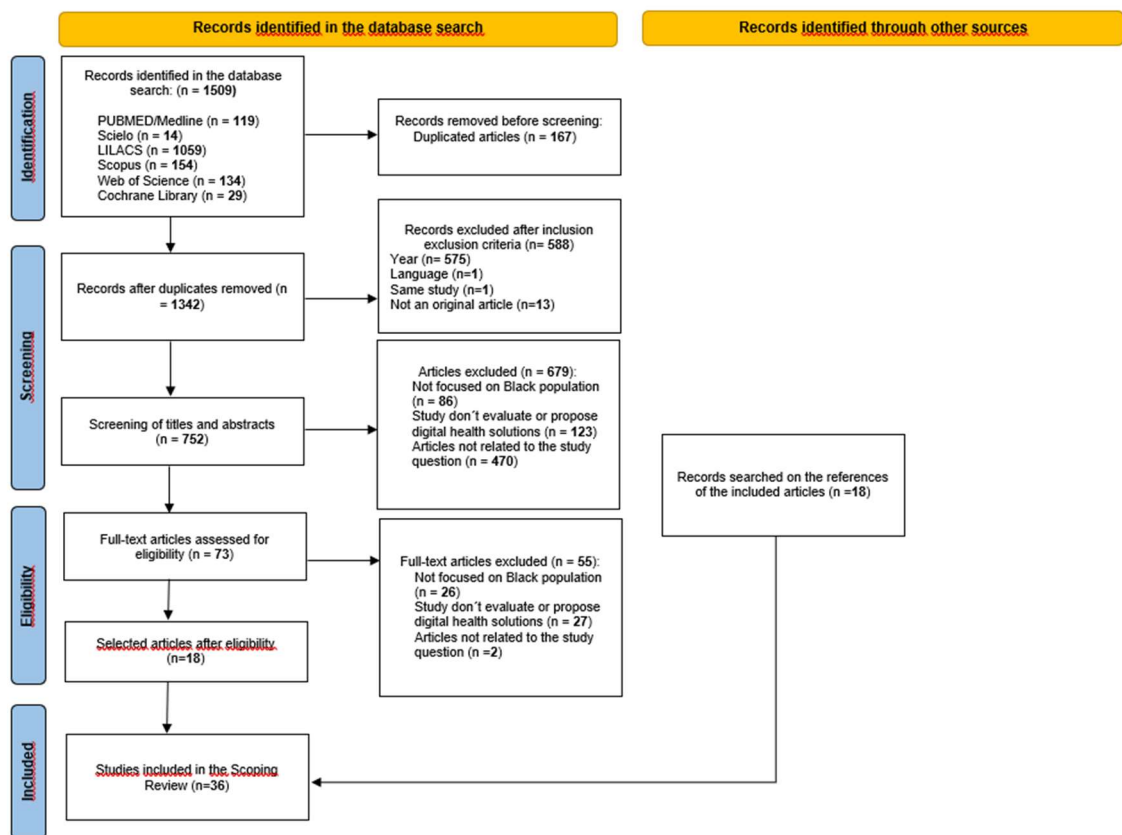 Records identified in the database search
Records identified through other sources
Identification
Records identified in the database
search: (n = 1509)
PUBMED/Medline (n = 119)
Scielo (n = 14)
LILACS (n = 1059)
Scopus (n = 154)
Web of Science (n = 134)
Cochrane Library (n = 29)
Records removed before screening:
Duplicated articles (n = 167)
Screening
Records after duplicates removed (n
= 1342)
Records excluded after inclusion
exclusion criteria (n= 588)
Year (n= 575)
Language (n=1)
Same study (n=1)
Not an original article (n=13)
Screening of titles and abstracts
(n = 752)
Articles excluded (n = 679):
Not focused on Black population
(n = 86)
Study don´t evaluate or propose
digital health solutions (n = 123)
Articles not related to the study
question (n = 470)
Records searched on the references
of the included articles (n =18)
Eligibility
Full-text articles assessed for
eligibility (n = 73)
Full-text articles excluded (n = 55):
Not focused on Black population
(n = 26)
Study don´t evaluate or propose
digital health solutions (n = 27)
Articles not related to the study
question (n =2)
Selected articles after eligibility
(n=18)
Included
Studies included in the Scoping
Review (n=36)